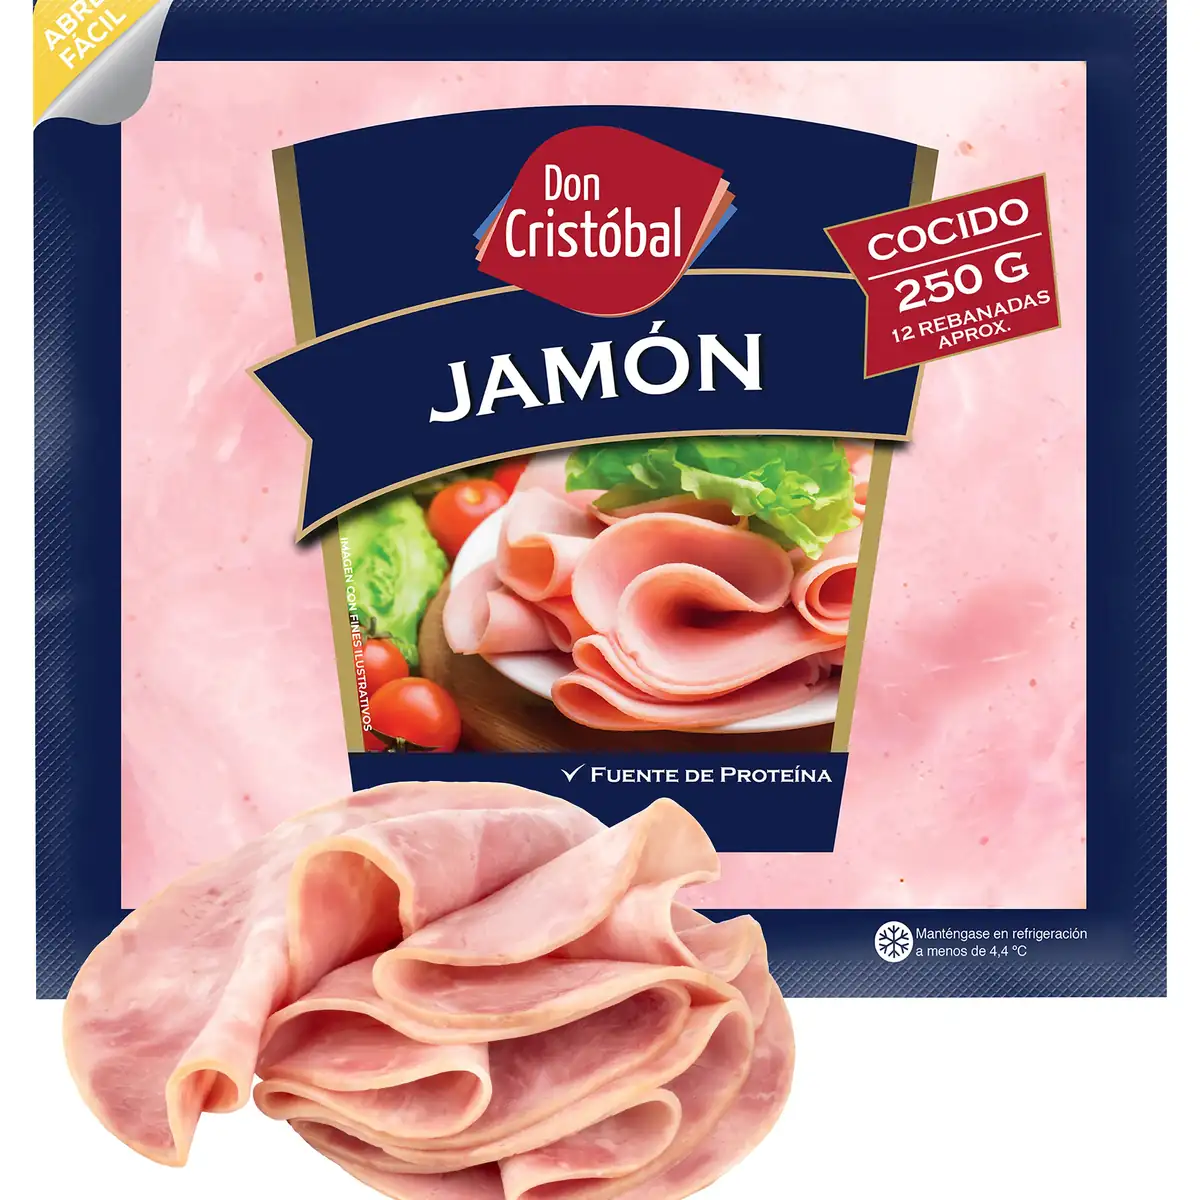 ABRE
FÁCIL
Don
Cristóbal
COCIDO
250 G
12 REBANADAS
APROX.
JAMÓN
IMAGEN CON FINES ILUSTRATIVOS
✓ FUENTE DE PROTEÍNA
Manténgase en refrigeración
a menos de 4,4 °C